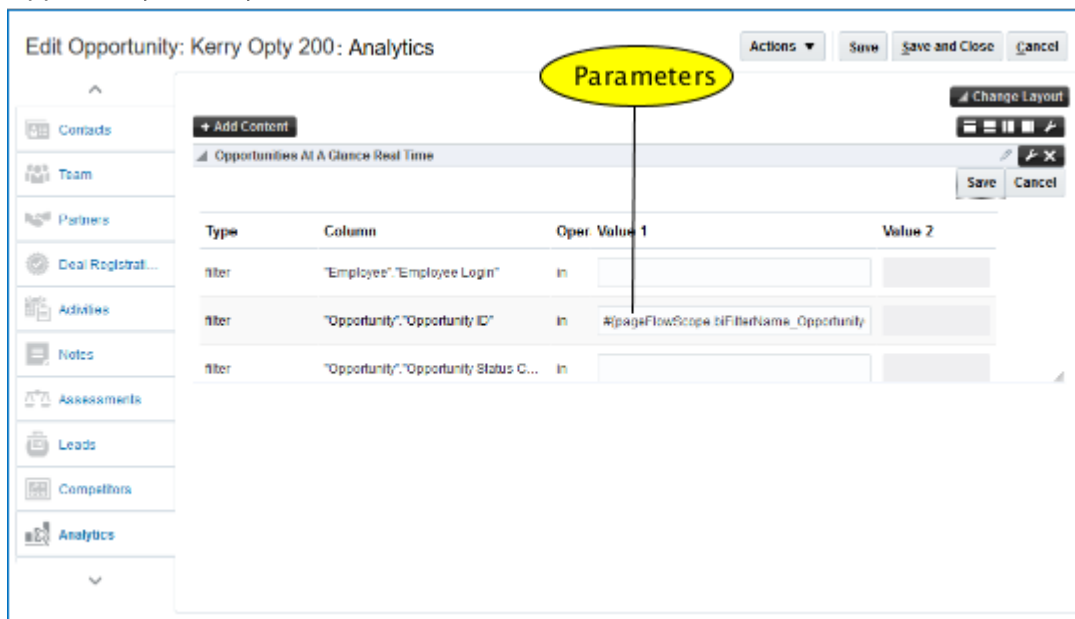 Edit Opportunity: Kerry Opty 200: Analytics
Actions ▼ Save Save and Close Cancel
Parameters
Change Layout
+ Add Content
Opportunities At A Glance Real Time
Save Cancel
Type Column Oper Value 1 Value 2
filter "Employee"."Employee Login" in
filter "Opportunity"."Opportunity ID" in #{pageFlowScope.biFilterName_Opportunity
filter "Opportunity"."Opportunity Status C... in
Contacts
Team
Partners
Deal Registrati...
Activities
Notes
Assessments
Leads
Competitors
Analytics